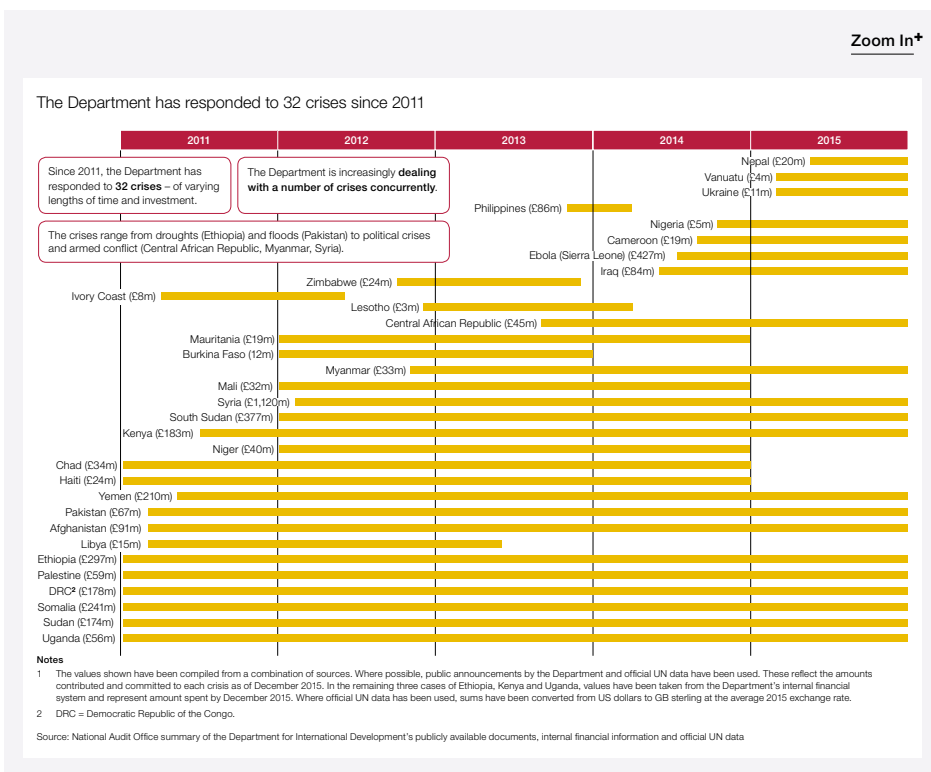 Zoom In+
The Department has responded to 32 crises since 2011
2011
2012
2013
2014
2015
Since 2011, the Department has
responded to 32 crises – of varying
lengths of time and investment.
The Department is increasingly dealing
with a number of crises concurrently.
The crises range from droughts (Ethiopia) and floods (Pakistan) to political crises
and armed conflict (Central African Republic, Myanmar, Syria).
Nepal (£20m)
Vanuatu (£4m)
Ukraine (£11m)
Philippines (£86m)
Nigeria (£5m)
Cameroon (£19m)
Ebola (Sierra Leone) (£427m)
Iraq (£84m)
Zimbabwe (£24m)
Ivory Coast (£8m)
Lesotho (£3m)
Central African Republic (£45m)
Mauritania (£19m)
Burkina Faso (12m)
Myanmar (£33m)
Mali (£32m)
Syria (£1,120m)
South Sudan (£377m)
Kenya (£183m)
Niger (£40m)
Chad (£34m)
Haiti (£24m)
Yemen (£210m)
Pakistan (£67m)
Afghanistan (£91m)
Libya (£15m)
Ethiopia (£297m)
Palestine (£59m)
DRC² (£178m)
Somalia (£241m)
Sudan (£174m)
Uganda (£56m)
Notes
1 The values shown have been compiled from a combination of sources. Where possible, public announcements by the Department and official UN data have been used. These reflect the amounts
contributed and committed to each crisis as of December 2015. In the remaining three cases of Ethiopia, Kenya and Uganda, values have been taken from the Department's internal financial
system and represent amount spent by December 2015. Where official UN data has been used, sums have been converted from US dollars to GB sterling at the average 2015 exchange rate.
2 DRC = Democratic Republic of the Congo.
Source: National Audit Office summary of the Department for International Development's publicly available documents, internal financial information and official UN data